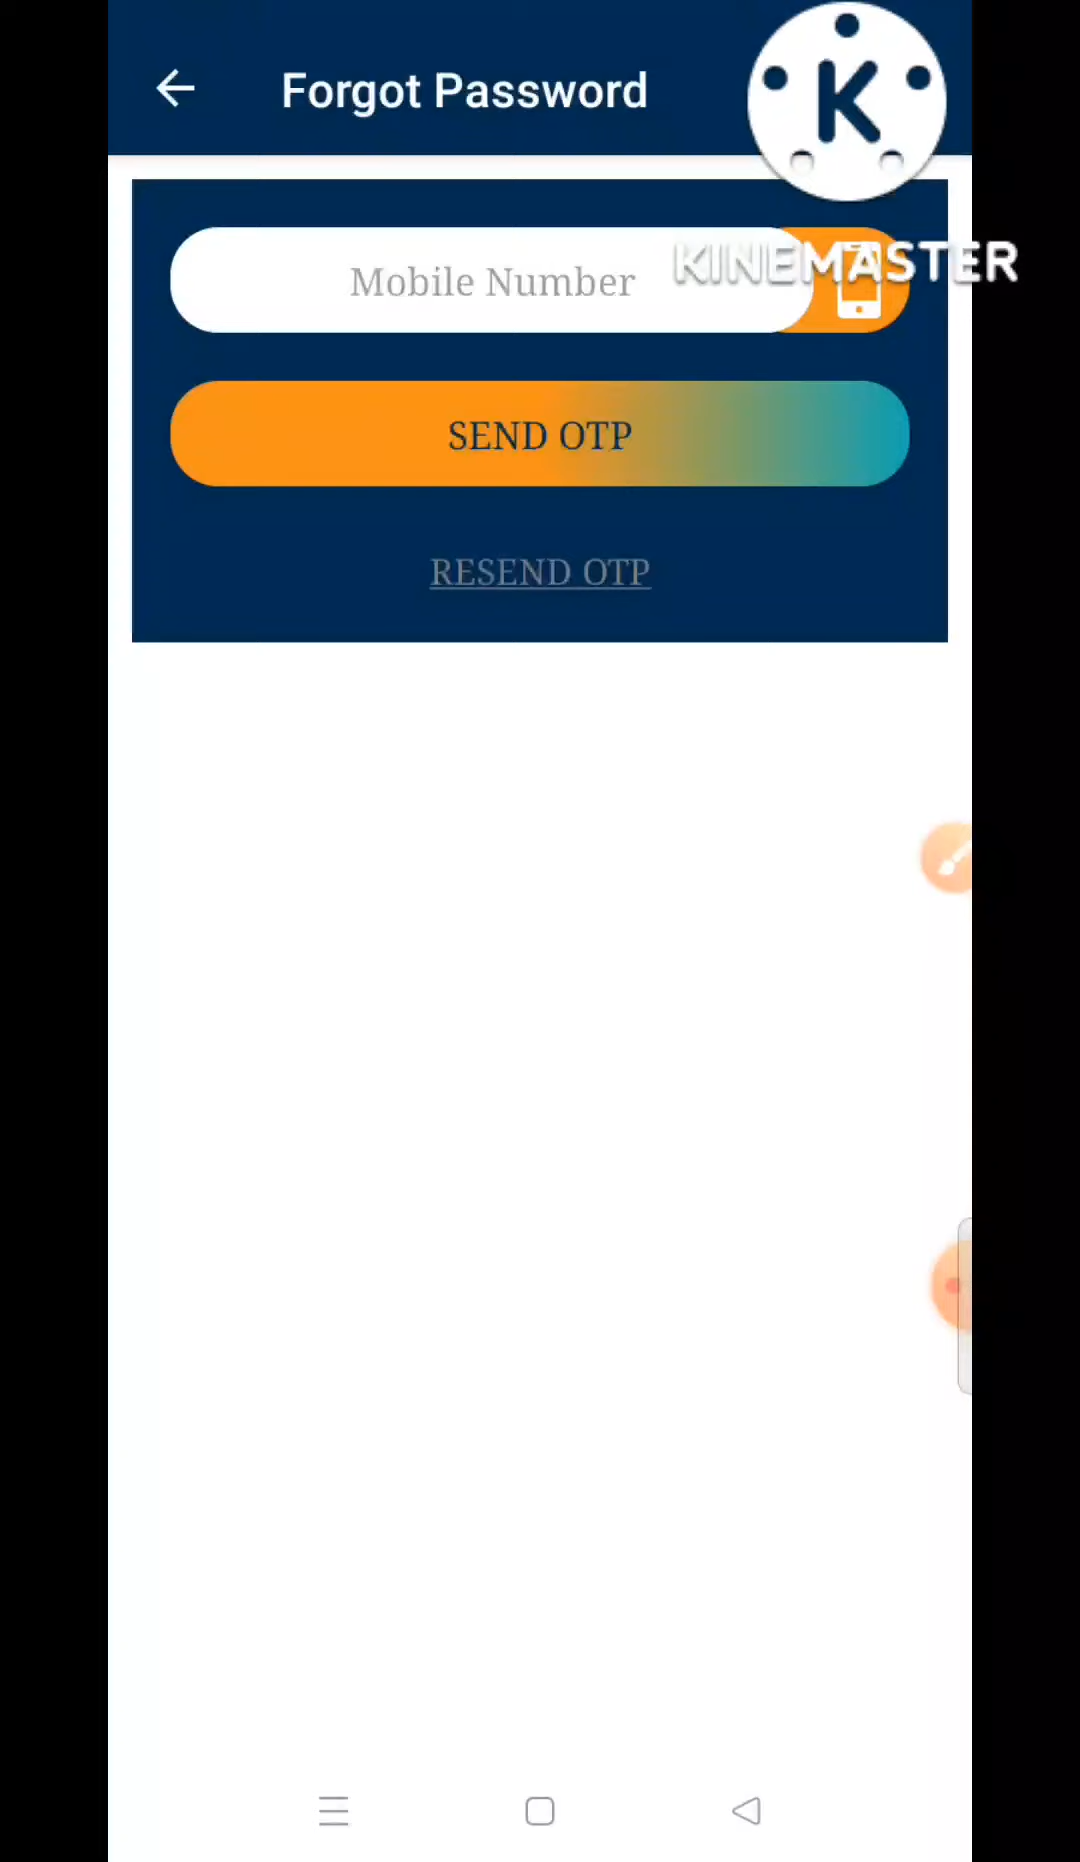 Forgot Password
K
KINEMASTER
Mobile Number
SEND OTP
RESEND OTP